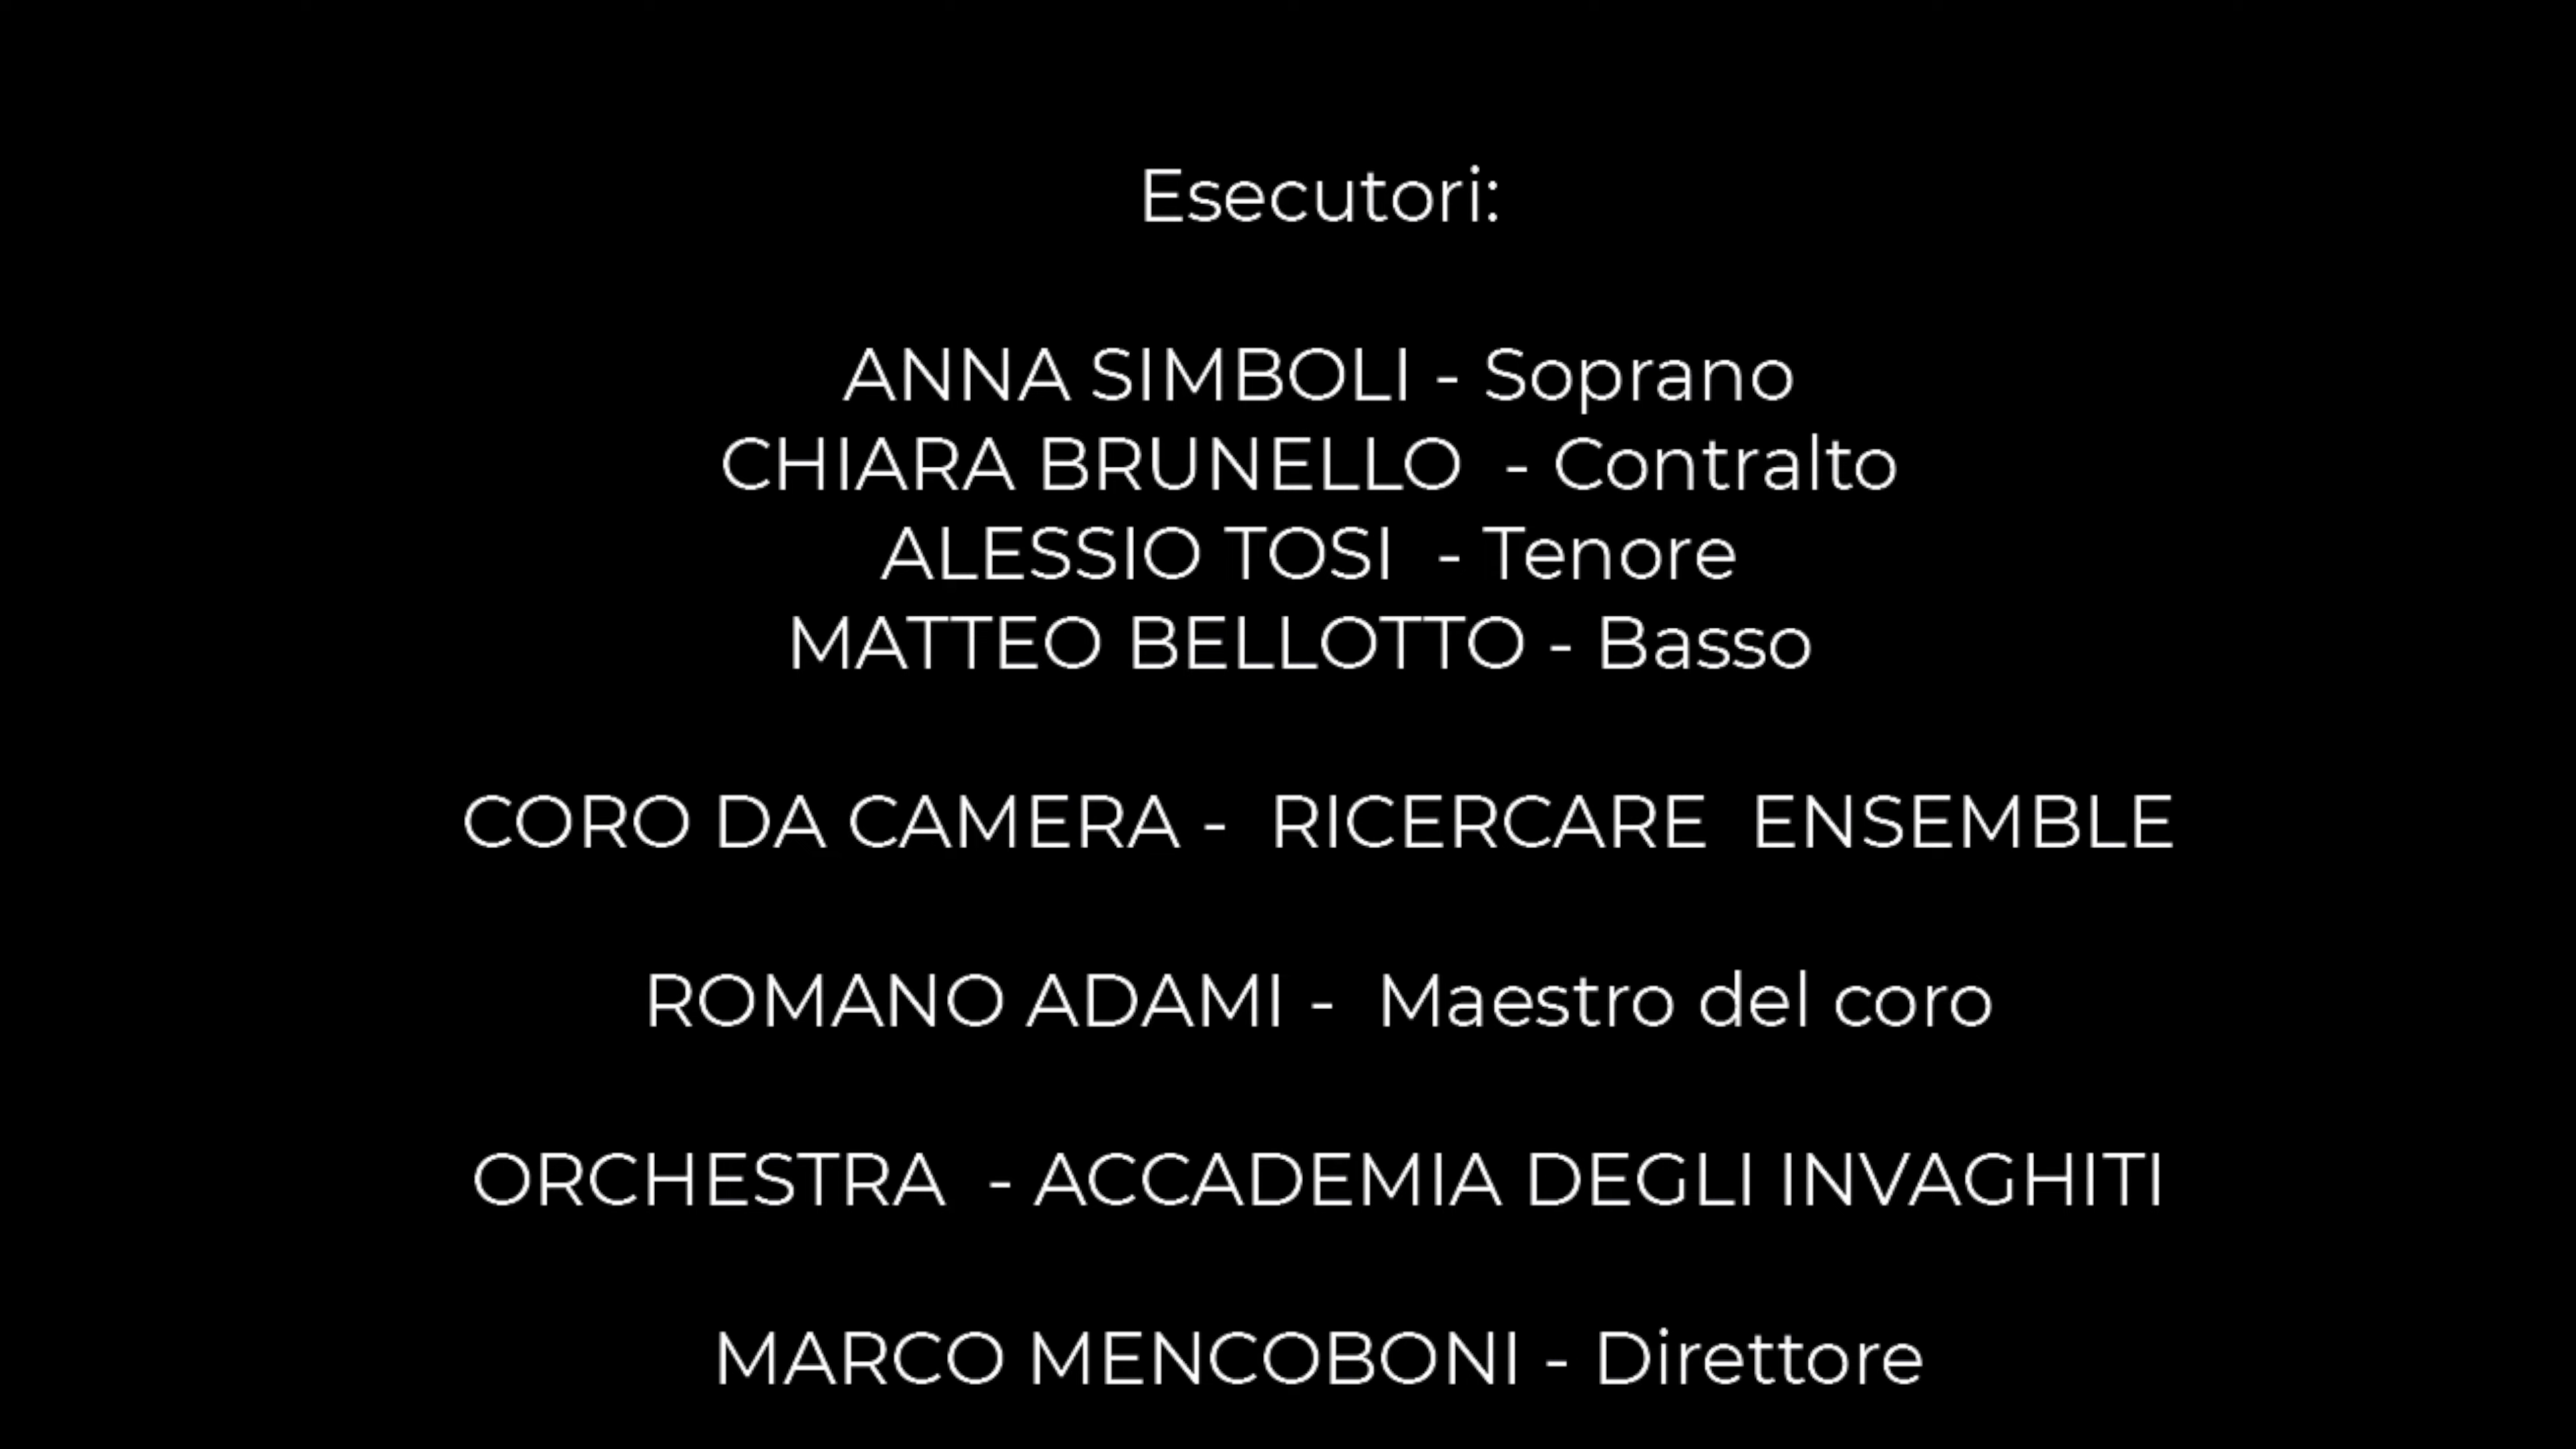 Esecutori:
ANNA SIMBOLI - Soprano
CHIARA BRUNELLO  - Contralto
ALESSIO TOSI  - Tenore
MATTEO BELLOTTO - Basso
CORO DA CAMERA -  RICERCARE  ENSEMBLE
ROMANO ADAMI -  Maestro del coro
ORCHESTRA  - ACCADEMIA DEGLI INVAGHITI
MARCO MENCOBONI - Direttore